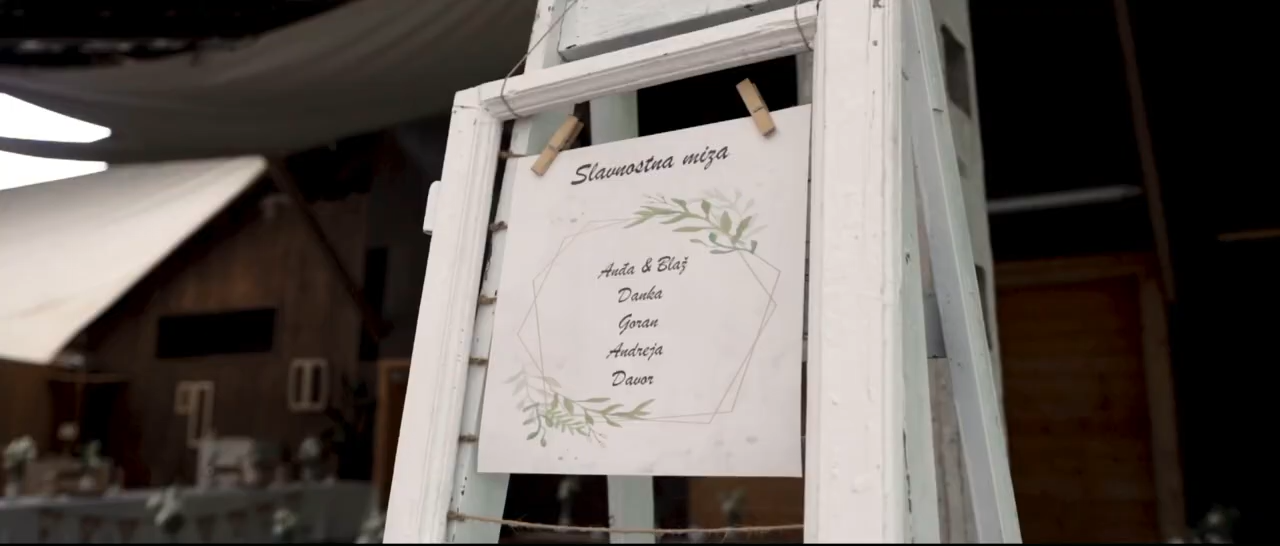 Slavnostna miza
Anđa & Blaž
Danka
Goran
Andreja
Davor